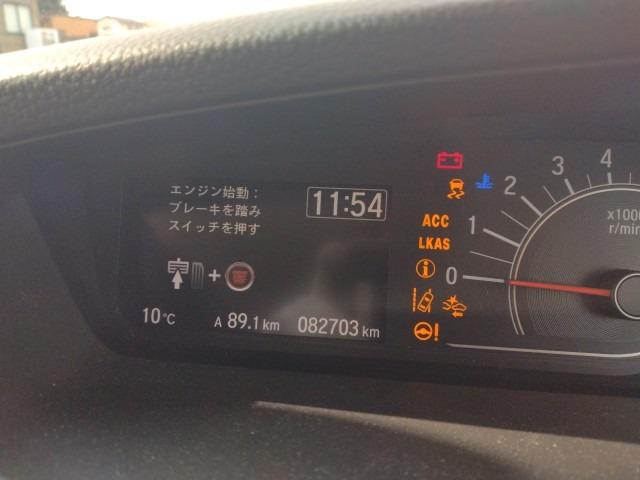 エンジン始動：
ブレーキを踏み
スイッチを押す
11:54
+
10℃
A 89.1 km
082703 km
ACC
LKAS
0
1
2
3
4
x1000
r/min